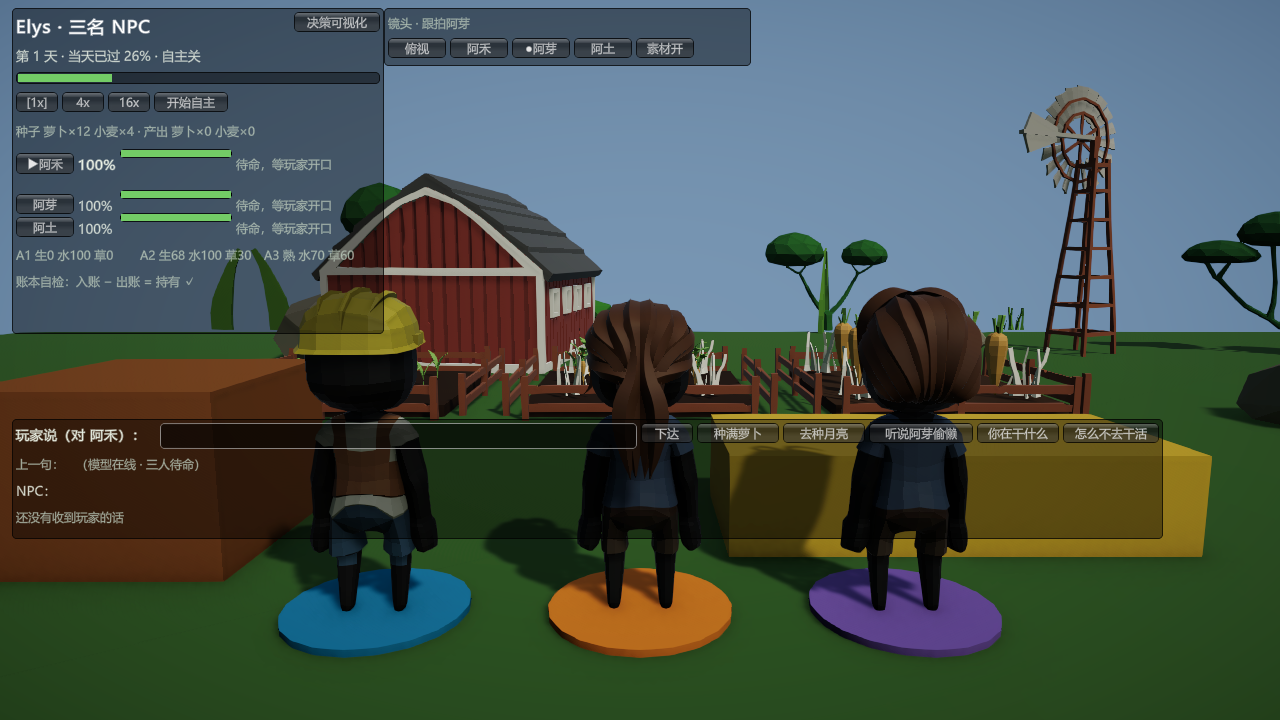 Elys · 三名 NPC
决策可视化
第 1 天 · 当天已过 26% · 自主关
[1x] 4x 16x 开始自主
种子 萝卜×12 小麦×4 · 产出 萝卜×0 小麦×0
▶阿禾 100% 待命，等玩家开口
阿芽 100% 待命，等玩家开口
阿土 100% 待命，等玩家开口
A1 生0 水100 草0 A2 生68 水100 草30 A3 熟 水70 草60
账本自检：入账 − 出账 = 持有 ✓
镜头 · 跟拍阿芽
俯视 阿禾 ●阿芽 阿土 素材开
玩家说（对 阿禾）： 下达 种满萝卜 去种月亮 听说阿芽偷懒 你在干什么 怎么不去干活
上一句： （模型在线 · 三人待命）
NPC：
还没有收到玩家的话